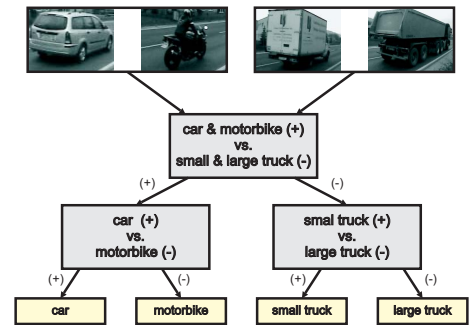 car & motorbike (+)
vs.
small & large truck (-)
(+)
(-)
car (+)
vs.
motorbike (-)
smal truck (+)
vs.
large truck (-)
(+)
(-)
(+)
(-)
car
motorbike
small truck
large truck